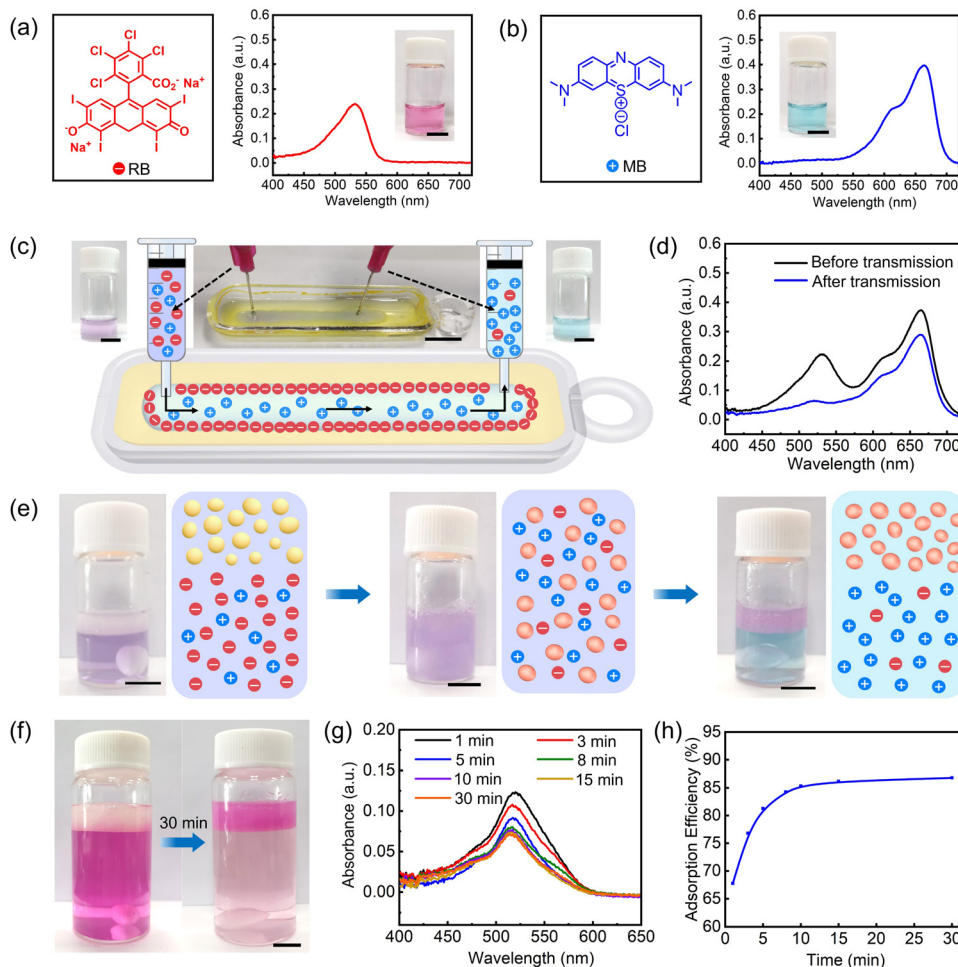 (a)
Cl
Cl
Cl
Cl
CO₂⁻ Na⁺
I
I
⁻O
O
Na⁺
I
I
− RB
Absorbance (a.u.)
0.6
0.5
0.4
0.3
0.2
0.1
0.0
400 450 500 550 600 650 700
Wavelength (nm)
(b)
N
N
S
N
+
−
Cl
+ MB
Absorbance (a,u.)
0.6
0.5
0.4
0.3
0.2
0.1
0.0
400 450 500 550 600 650 700
Wavelength (nm)
(c)
(d)
Absorbance (a.u.)
0.6
0.5
0.4
0.3
0.2
0.1
0.0
Before transmission
After transmission
400 450 500 550 600 650 700
Wavelength (nm)
(e)
(f)
30 min
(g)
Absorbance (a.u.)
0.20
0.15
0.10
0.05
0.00
1 min 3 min
5 min 8 min
10 min 15 min
30 min
400 450 500 550 600 650
Wavelength (nm)
(h)
Adsorption Efficiency (%)
95
90
85
80
75
70
65
60
0 5 10 15 20 25 30
Time (min)